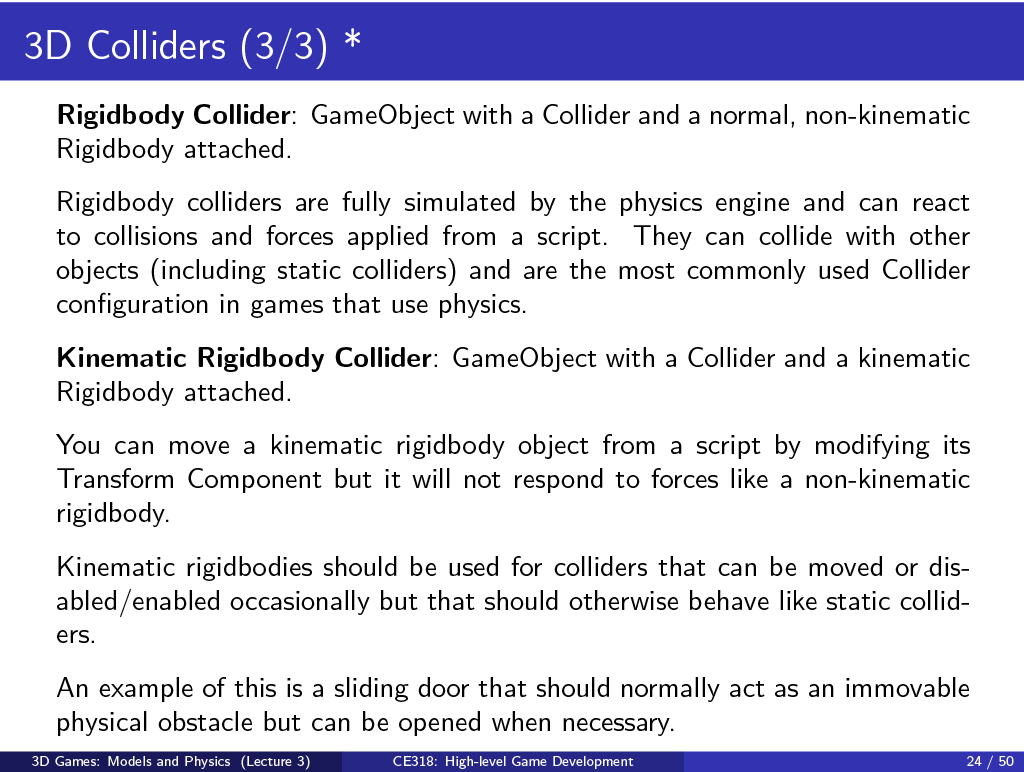 3D Colliders (3/3) *
Rigidbody Collider: GameObject with a Collider and a normal, non-kinematic
Rigidbody attached.
Rigidbody colliders are fully simulated by the physics engine and can react
to collisions and forces applied from a script. They can collide with other
objects (including static colliders) and are the most commonly used Collider
configuration in games that use physics.
Kinematic Rigidbody Collider: GameObject with a Collider and a kinematic
Rigidbody attached.
You can move a kinematic rigidbody object from a script by modifying its
Transform Component but it will not respond to forces like a non-kinematic
rigidbody.
Kinematic rigidbodies should be used for colliders that can be moved or dis-
abled/enabled occasionally but that should otherwise behave like static collid-
ers.
An example of this is a sliding door that should normally act as an immovable
physical obstacle but can be opened when necessary.
3D Games: Models and Physics (Lecture 3) CE318: High-level Game Development 24 / 50